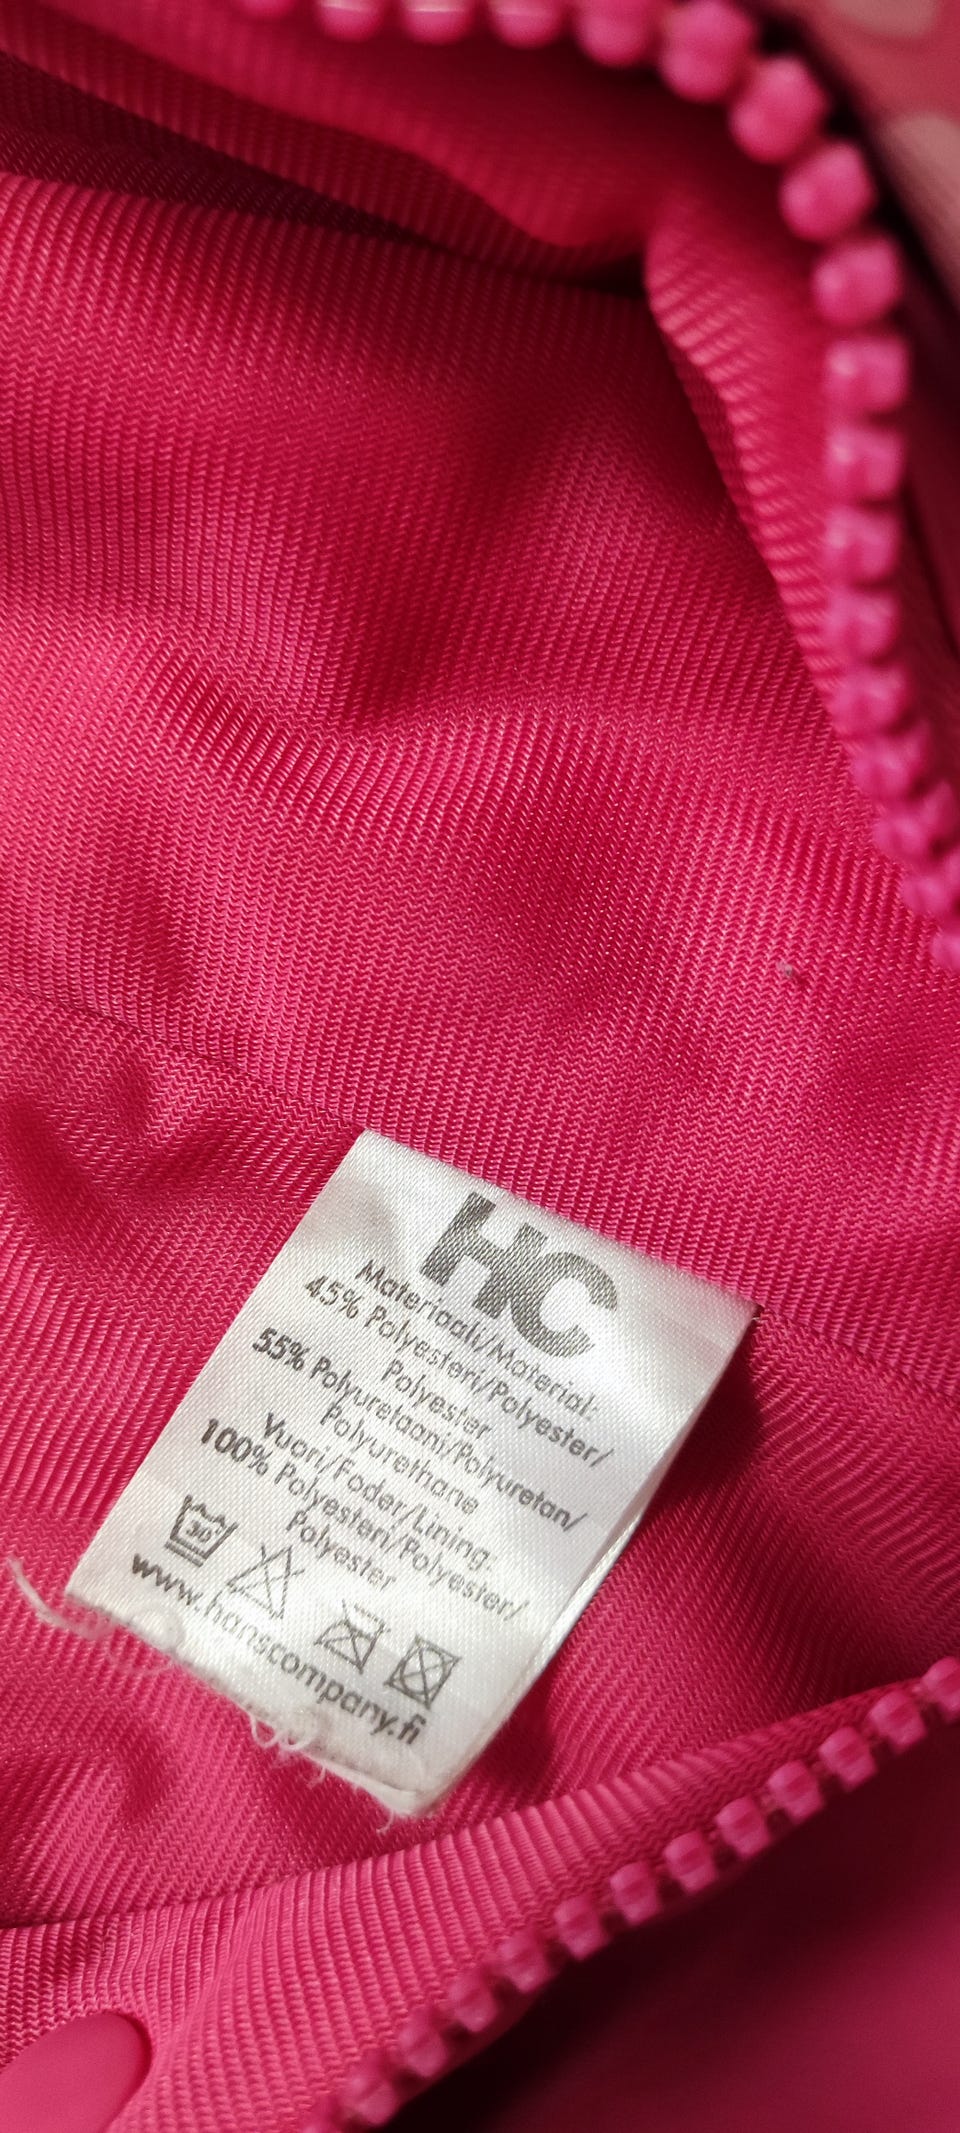 HC
Materiaali/Material:
45% Polyesteri/Polyester/
Polyester
55% Polyuretaani/Polyuretan/
Polyurethane
Vuori/Foder/Lining:
100% Polyesteri/Polyester/
Polyester
30°
www.hanscompany.fi